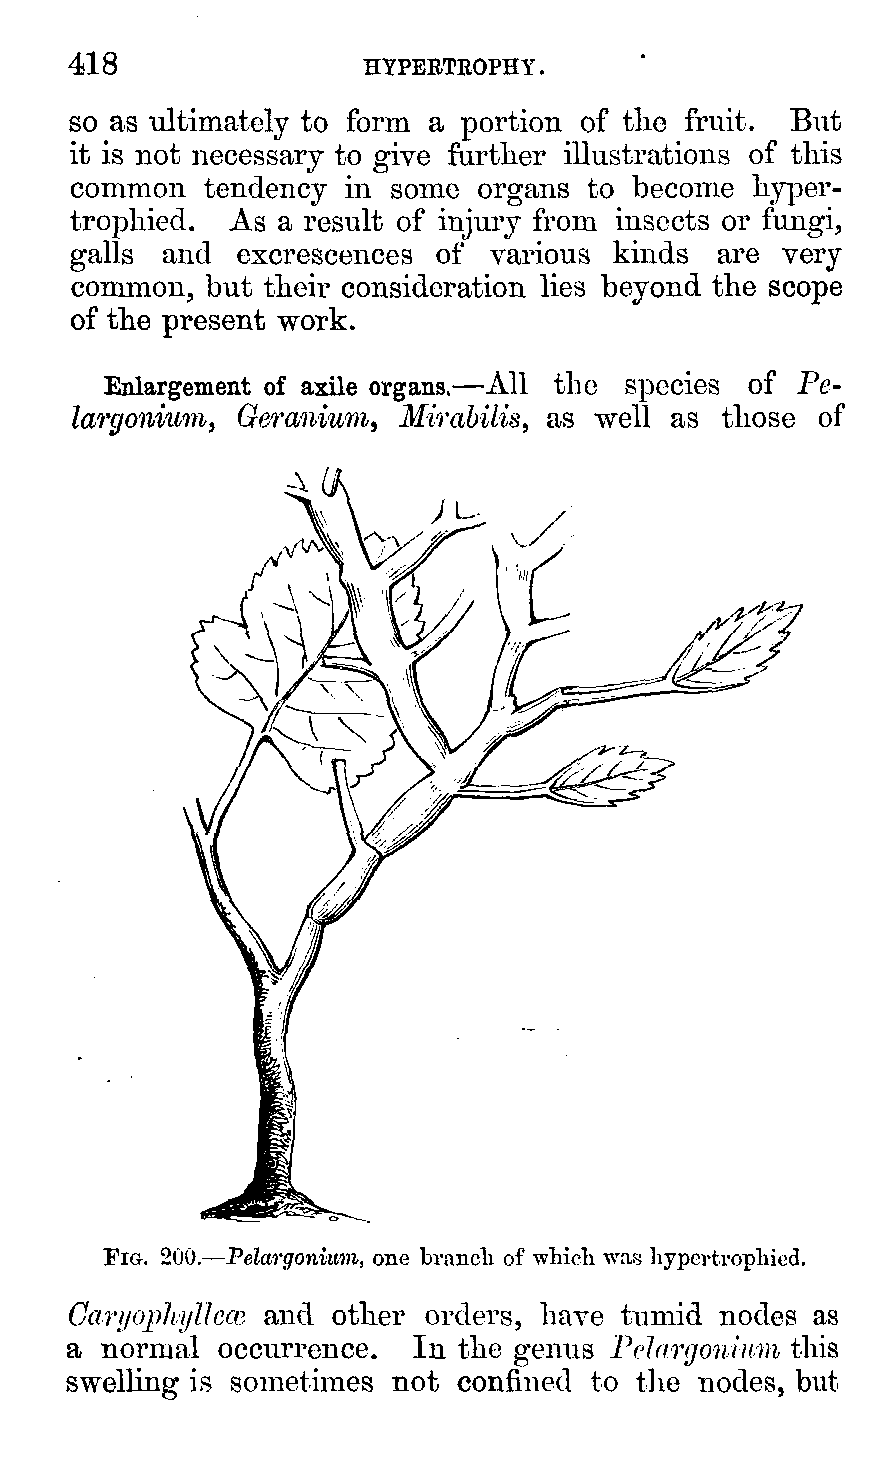 418 HYPERTROPHY.
so as ultimately to form a portion of the fruit. But
it is not necessary to give further illustrations of this
common tendency in some organs to become hyper-
trophied. As a result of injury from insects or fungi,
galls and excrescences of various kinds are very
common, but their consideration lies beyond the scope
of the present work.
Enlargement of axile organs.—All the species of Pe-
largonium, Geranium, Mirabilis, as well as those of
FIG. 200.—Pelargonium, one branch of which was hypertrophied.
Caryophylleæ and other orders, have tumid nodes as
a normal occurrence. In the genus Pelargonium this
swelling is sometimes not confined to the nodes, but